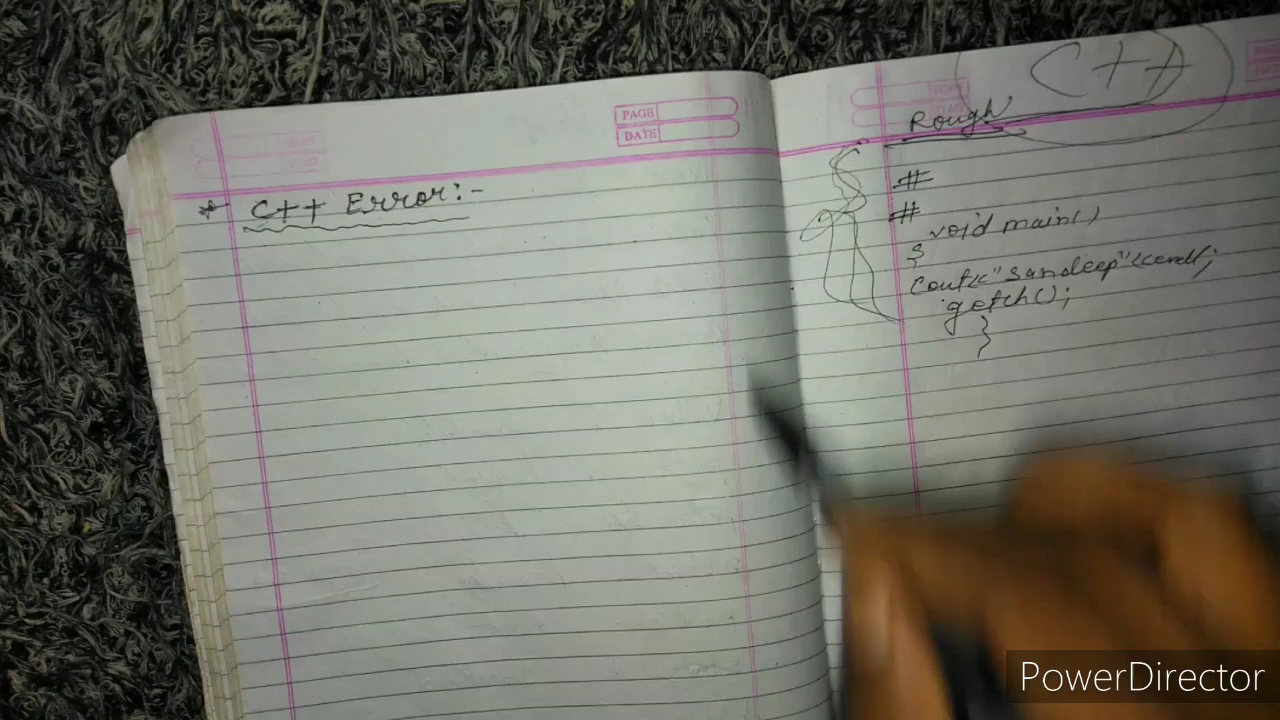 PAGE
DATE
* C++ Error:-
C++
Rough
#
#
void main()
{
cout<<"Sandeep"<<endl;
getch();
}
PowerDirector